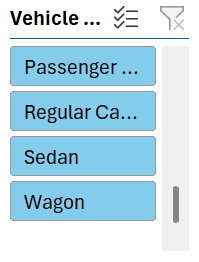 Vehicle ...
Passenger ...
Regular Ca...
Sedan
Wagon